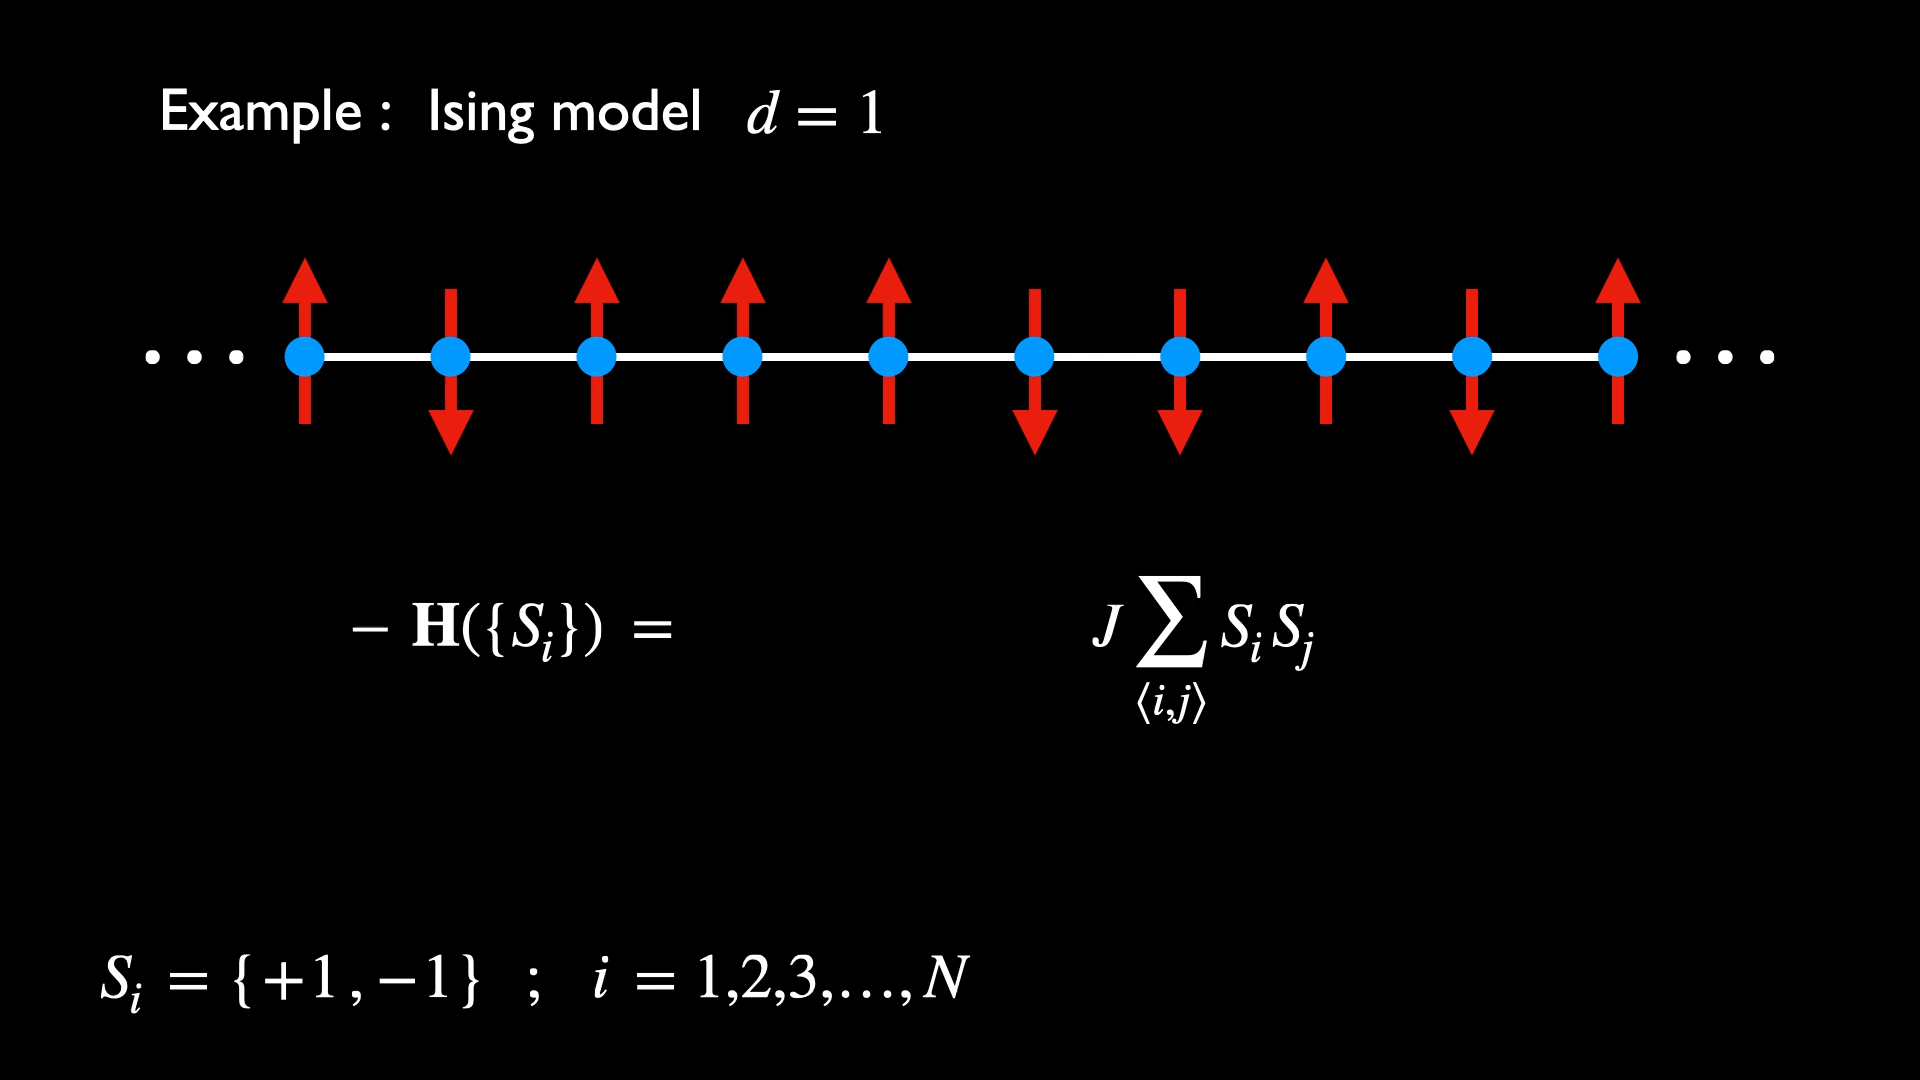 Example : Ising model d = 1
− H({S_i}) = J ∑_{⟨i,j⟩} S_i S_j
S_i = {+1 , −1} ; i = 1,2,3,…, N